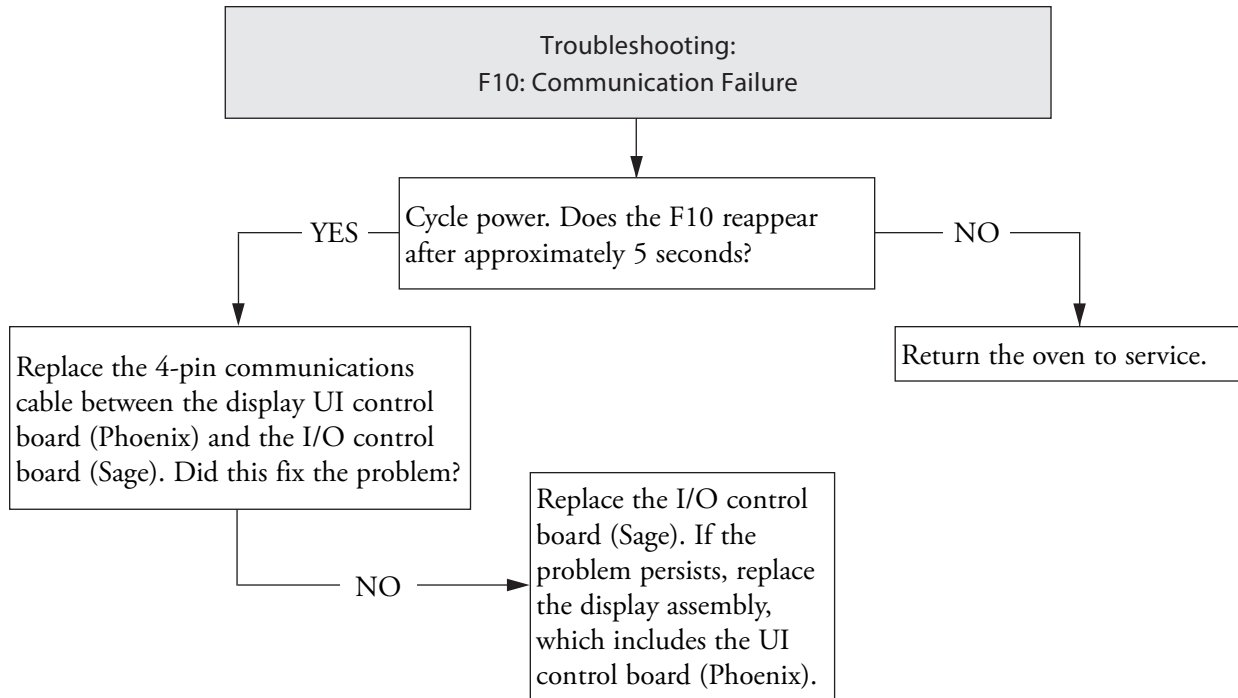 Troubleshooting:
F10: Communication Failure
Cycle power. Does the F10 reappear
after approximately 5 seconds?
YES
NO
Replace the 4-pin communications
cable between the display UI control
board (Phoenix) and the I/O control
board (Sage). Did this fix the problem?
Return the oven to service.
NO
Replace the I/O control
board (Sage). If the
problem persists, replace
the display assembly,
which includes the UI
control board (Phoenix).